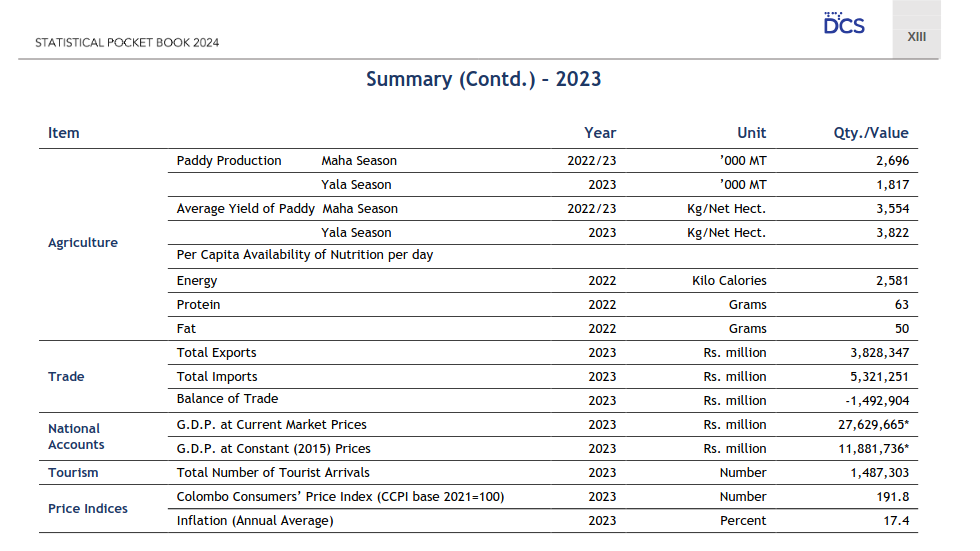 STATISTICAL POCKET BOOK 2024
DCS
XIII
Summary (Contd.) – 2023
Item Year Unit Qty./Value
Agriculture
Paddy Production Maha Season 2022/23 ’000 MT 2,696
Yala Season 2023 ’000 MT 1,817
Average Yield of Paddy Maha Season 2022/23 Kg/Net Hect. 3,554
Yala Season 2023 Kg/Net Hect. 3,822
Per Capita Availability of Nutrition per day
Energy 2022 Kilo Calories 2,581
Protein 2022 Grams 63
Fat 2022 Grams 50
Trade
Total Exports 2023 Rs. million 3,828,347
Total Imports 2023 Rs. million 5,321,251
Balance of Trade 2023 Rs. million -1,492,904
National
Accounts
G.D.P. at Current Market Prices 2023 Rs. million 27,629,665*
G.D.P. at Constant (2015) Prices 2023 Rs. million 11,881,736*
Tourism Total Number of Tourist Arrivals 2023 Number 1,487,303
Price Indices
Colombo Consumers’ Price Index (CCPI base 2021=100) 2023 Number 191.8
Inflation (Annual Average) 2023 Percent 17.4